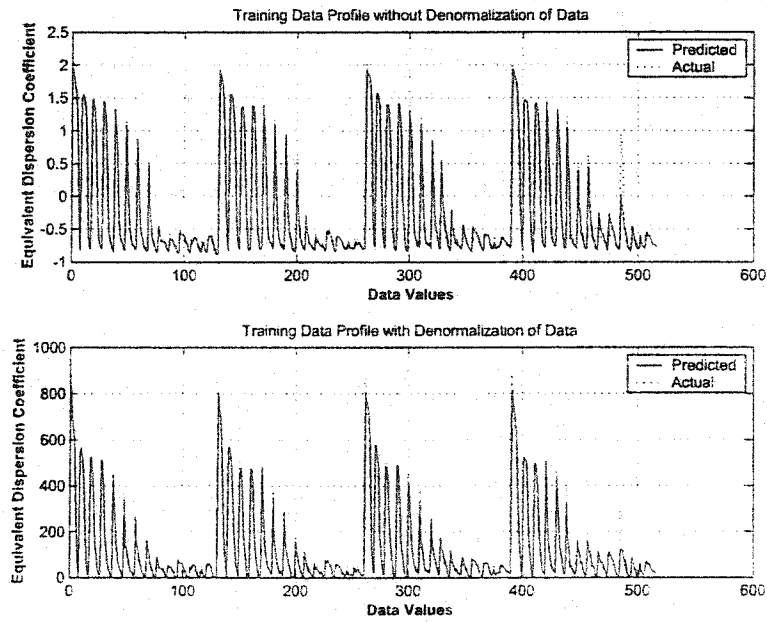 Training Data Profile without Denormalization of Data
Equivalent Dispersion Coefficient
2.5
2
1.5
1
0.5
0
-0.5
-1
Predicted
Actual
0 100 200 300 400 500 600
Data Values
Training Data Profile with Denormalization of Data
Equivalent Dispersion Coefficient
1000
800
600
400
200
0
Predicted
Actual
0 100 200 300 400 500 600
Data Values